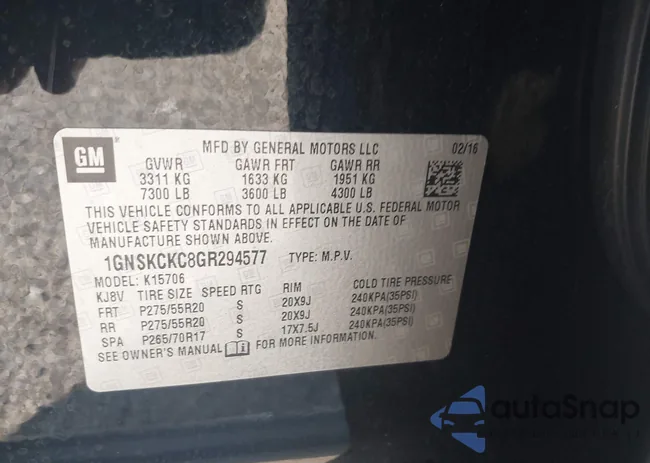 GM
MFD BY GENERAL MOTORS LLC 02/16
GVWR GAWR FRT GAWR RR
3311 KG 1633 KG 1951 KG
7300 LB 3600 LB 4300 LB
THIS VEHICLE CONFORMS TO ALL APPLICABLE U.S. FEDERAL MOTOR
VEHICLE SAFETY STANDARDS IN EFFECT ON THE DATE OF
MANUFACTURE SHOWN ABOVE.
1GNSKCKC8GR294577 TYPE: M.P.V.
MODEL: K15706
KJ8V TIRE SIZE SPEED RTG RIM COLD TIRE PRESSURE
FRT P275/55R20 S 20X9J 240KPA(35PSI)
RR P275/55R20 S 20X9J 240KPA(35PSI)
SPA P265/70R17 S 17X7.5J 240KPA(35PSI)
SEE OWNER'S MANUAL FOR MORE INFORMATION.
autoSnap